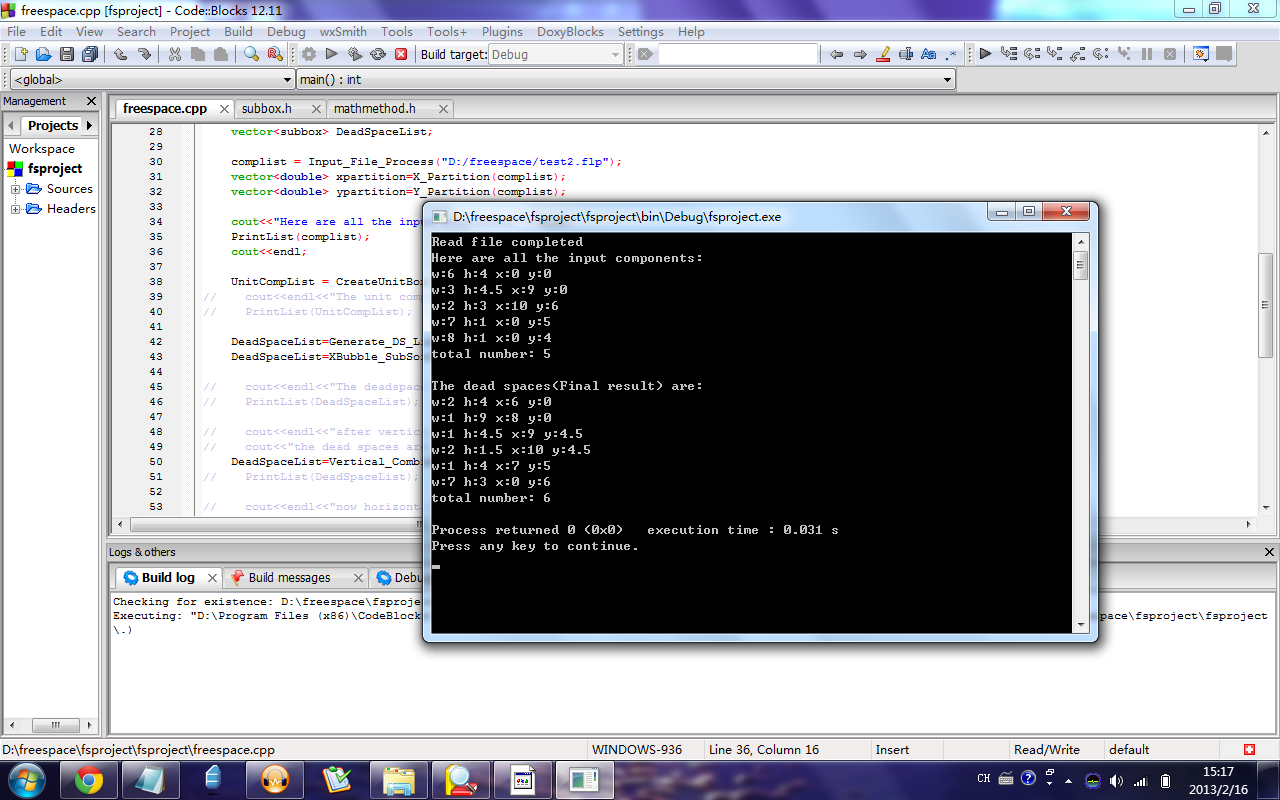 freespace.cpp [fsproject] - Code::Blocks 12.11
File Edit View Search Project Build Debug wxSmith Tools Tools+ Plugins DoxyBlocks Settings Help
Build target: Debug
<global> main() : int
Management
Projects
Workspace
fsproject
Sources
Headers
freespace.cpp subbox.h mathmethod.h
28 vector<subbox> DeadSpaceList;
29
30 complist = Input_File_Process("D:/freespace/test2.flp");
31 vector<double> xpartition=X_Partition(complist);
32 vector<double> ypartition=Y_Partition(complist);
33
34 cout<<"Here are all the inpu
35 PrintList(complist);
36 cout<<endl;
37
38 UnitCompList = CreateUnitBo
39 // cout<<endl<<"The unit com
40 // PrintList(UnitCompList);
41
42 DeadSpaceList=Generate_DS_Li
43 DeadSpaceList=XBubble_SubSo
44
45 // cout<<endl<<"The deadspac
46 // PrintList(DeadSpaceList);
47
48 // cout<<endl<<"after vertic
49 // cout<<"the dead spaces ar
50 DeadSpaceList=Vertical_Comb
51 // PrintList(DeadSpaceList);
52
53 // cout<<endl<<"now horizont
D:\freespace\fsproject\fsproject\bin\Debug\fsproject.exe
Read file completed
Here are all the input components:
w:6 h:4 x:0 y:0
w:3 h:4.5 x:9 y:0
w:2 h:3 x:10 y:6
w:7 h:1 x:0 y:5
w:8 h:1 x:0 y:4
total number: 5
The dead spaces(Final result) are:
w:2 h:4 x:6 y:0
w:1 h:9 x:8 y:0
w:1 h:4.5 x:9 y:4.5
w:2 h:1.5 x:10 y:4.5
w:1 h:4 x:7 y:5
w:7 h:3 x:0 y:6
total number: 6
Process returned 0 (0x0) execution time : 0.031 s
Press any key to continue.
Logs & others
Build log Build messages Debu
Checking for existence: D:\freespace\fsproje
Executing: "D:\Program Files (x86)\CodeBlock pace\fsproject\fsproject
\.)
D:\freespace\fsproject\fsproject\freespace.cpp WINDOWS-936 Line 36, Column 16 Insert Read/Write default
CH 15:17
2013/2/16